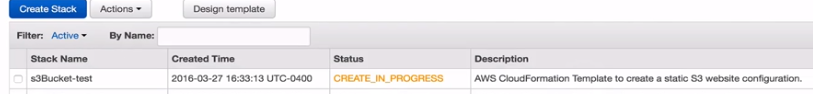 Create Stack Actions Design template
Filter: Active By Name:
Stack Name Created Time Status Description
s3Bucket-test 2016-03-27 16:33:13 UTC-0400 CREATE_IN_PROGRESS AWS CloudFormation Template to create a static S3 website configuration.